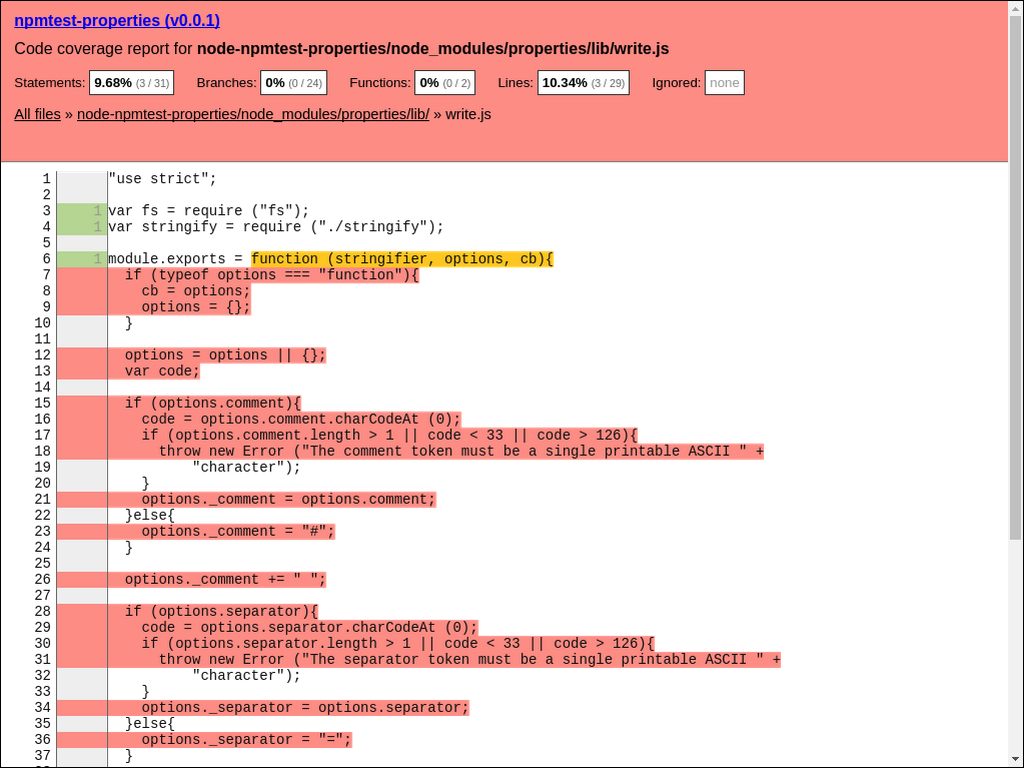 npmtest-properties (v0.0.1)
Code coverage report for node-npmtest-properties/node_modules/properties/lib/write.js
Statements: 9.68% (3 / 31) Branches: 0% (0 / 24) Functions: 0% (0 / 2) Lines: 10.34% (3 / 29) Ignored: none
All files » node-npmtest-properties/node_modules/properties/lib/ » write.js
1 "use strict";
2
3 1 var fs = require ("fs");
4 1 var stringify = require ("./stringify");
5
6 1 module.exports = function (stringifier, options, cb){
7 if (typeof options === "function"){
8 cb = options;
9 options = {};
10 }
11
12 options = options || {};
13 var code;
14
15 if (options.comment){
16 code = options.comment.charCodeAt (0);
17 if (options.comment.length > 1 || code < 33 || code > 126){
18 throw new Error ("The comment token must be a single printable ASCII " +
19 "character");
20 }
21 options._comment = options.comment;
22 }else{
23 options._comment = "#";
24 }
25
26 options._comment += " ";
27
28 if (options.separator){
29 code = options.separator.charCodeAt (0);
30 if (options.separator.length > 1 || code < 33 || code > 126){
31 throw new Error ("The separator token must be a single printable ASCII " +
32 "character");
33 }
34 options._separator = options.separator;
35 }else{
36 options._separator = "=";
37 }